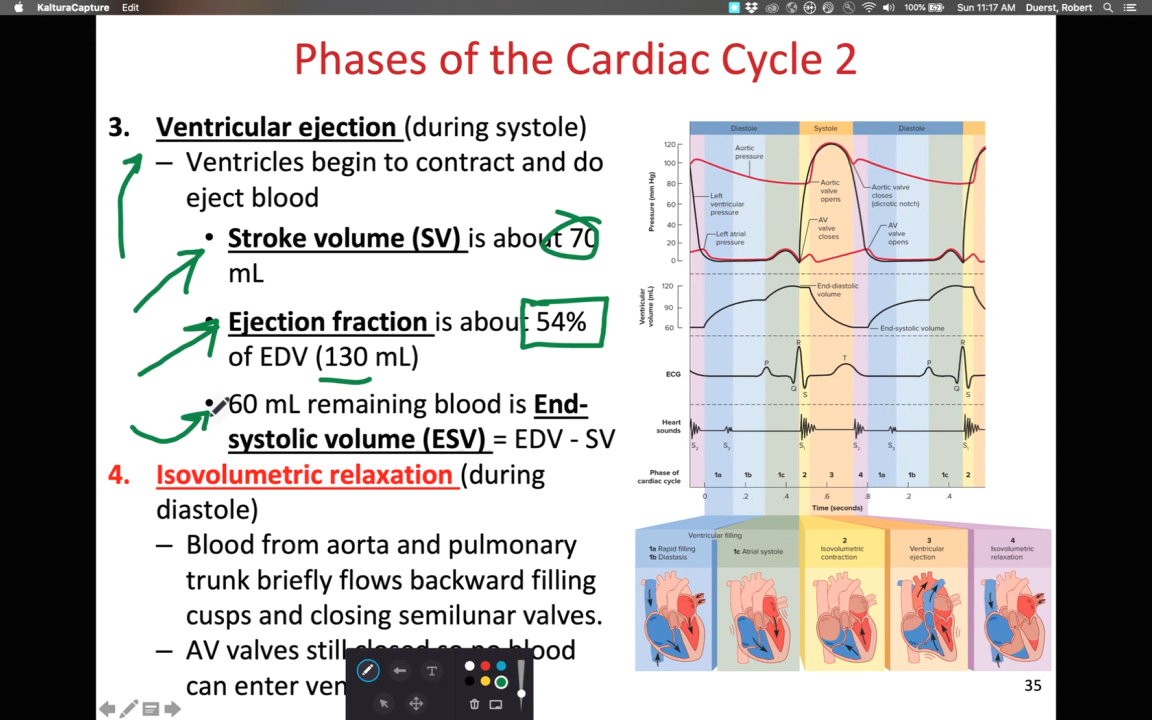 KalturaCapture Edit
100% Sun 11:17 AM Duerst, Robert
Phases of the Cardiac Cycle 2
3. Ventricular ejection (during systole)
– Ventricles begin to contract and do
eject blood
• Stroke volume (SV) is about 70
mL
• Ejection fraction is about 54%
of EDV (130 mL)
• 60 mL remaining blood is End-
systolic volume (ESV) = EDV - SV
4. Isovolumetric relaxation (during
diastole)
– Blood from aorta and pulmonary
trunk briefly flows backward filling
cusps and closing semilunar valves.
– AV valves still closed so no blood
can enter ven
T
Diastole Systole Diastole
Pressure (mm Hg)
120
100
80
60
40
20
0
Aortic
pressure
Left
ventricular
pressure
Left atrial
pressure
Aortic
valve
opens
AV
valve
closes
Aortic valve
closes
(dicrotic notch)
AV
valve
opens
Ventricular
volume (mL)
120
90
60
End-diastolic
volume
End-systolic volume
ECG
P Q R S T P Q R S
Heart
sounds
S2 S3 S1 S2 S3 S1
Phase of
cardiac cycle
1a 1b 1c 2 3 4 1a 1b 1c 2
0 .2 .4 .6 .8 .2 .4
Time (seconds)
Ventricular filling
1a Rapid filling
1b Diastasis
1c Atrial systole
2
Isovolumetric
contraction
3
Ventricular
ejection
4
Isovolumetric
relaxation
35